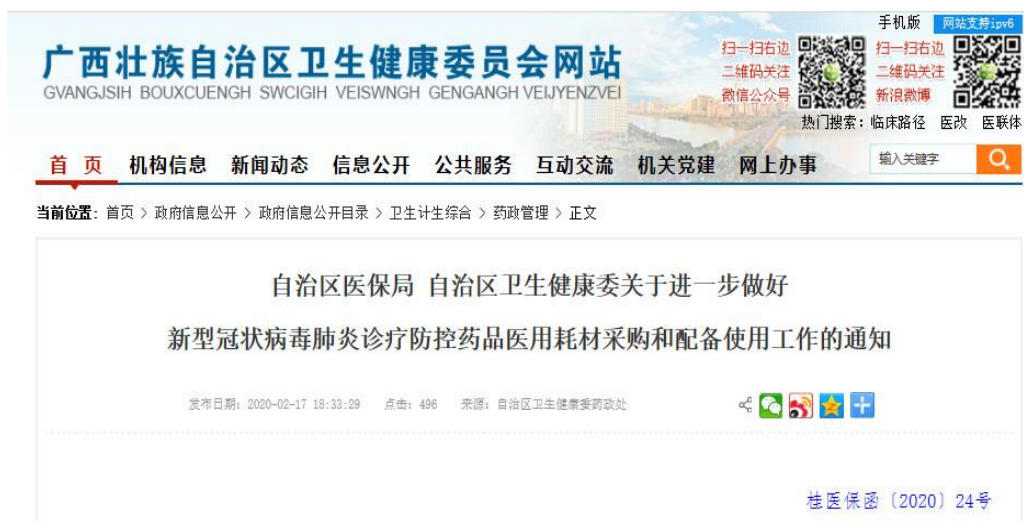 手机版 网站支持ipv6
广西壮族自治区卫生健康委员会网站
GVANGJSIH BOUXCUENGH SWCIGIH VEISWNGH GENGANGH VEIJYENZVEI
扫一扫右边
二维码关注
微信公众号
扫一扫右边
二维码关注
新浪微博
热门搜索：临床路径 医改 医联体
首 页 机构信息 新闻动态 信息公开 公共服务 互动交流 机关党建 网上办事
输入关键字
当前位置：首页 > 政府信息公开 > 政府信息公开目录 > 卫生计生综合 > 药政管理 > 正文
自治区医保局 自治区卫生健康委关于进一步做好
新型冠状病毒肺炎诊疗防控药品医用耗材采购和配备使用工作的通知
发布日期：2020-02-17 18:33:29 点击：496 来源：自治区卫生健康委药政处
桂医保函〔2020〕24号